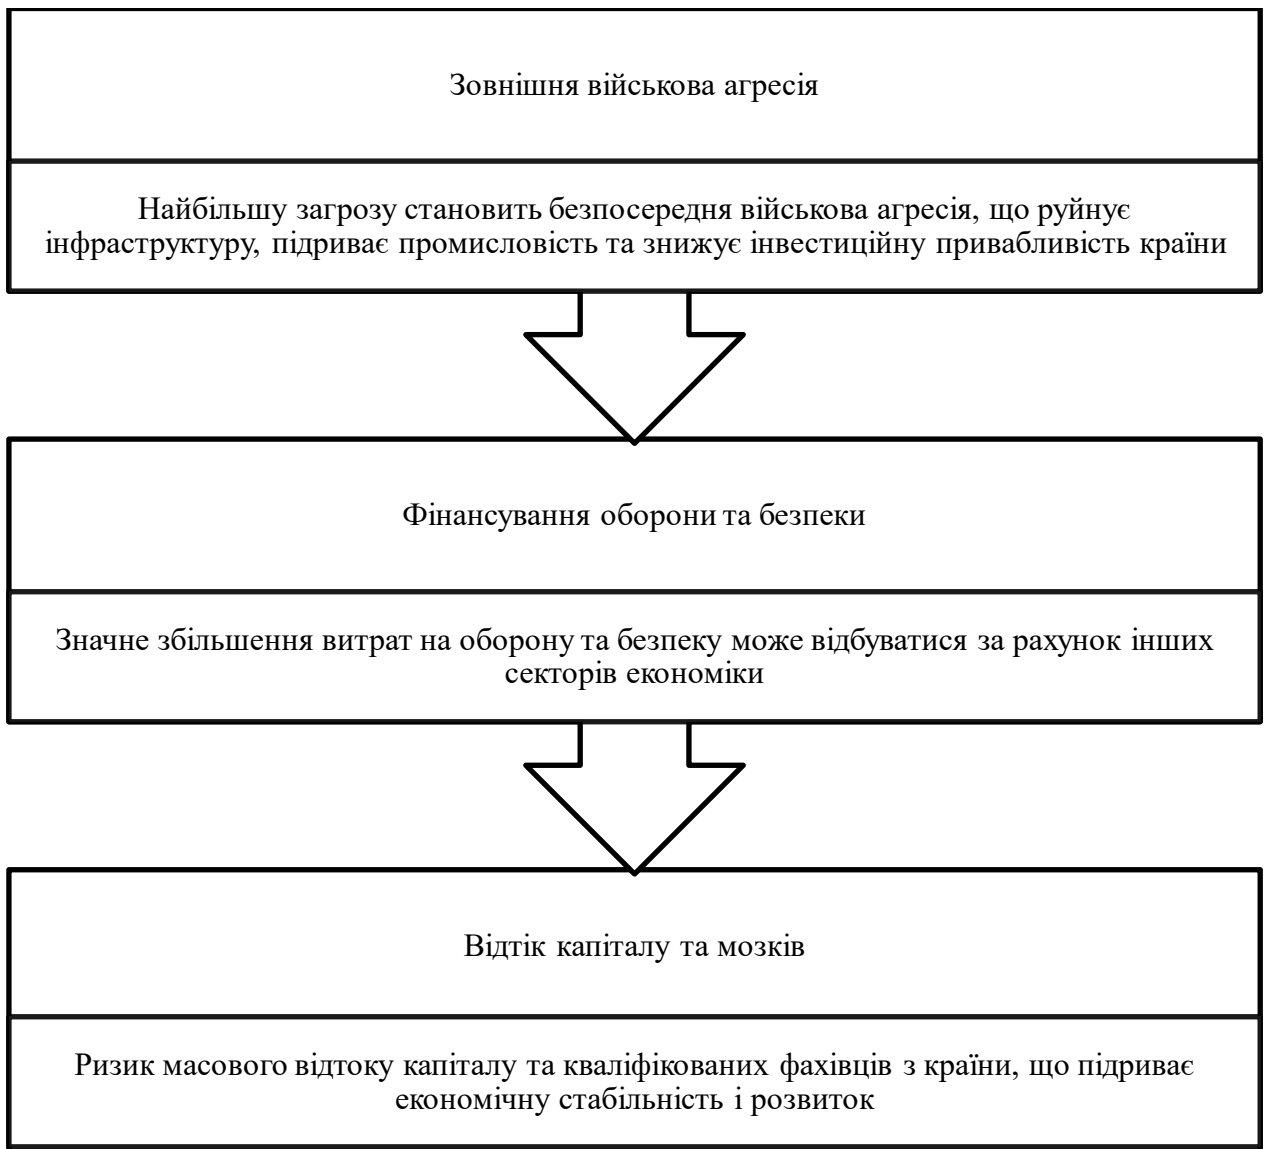 Зовнішня військова агресія
Найбільшу загрозу становить безпосередня військова агресія, що руйнує
інфраструктуру, підриває промисловість та знижує інвестиційну привабливість країни
Фінансування оборони та безпеки
Значне збільшення витрат на оборону та безпеку може відбуватися за рахунок інших
секторів економіки
Відтік капіталу та мозків
Ризик масового відтоку капіталу та кваліфікованих фахівців з країни, що підриває
економічну стабільність і розвиток